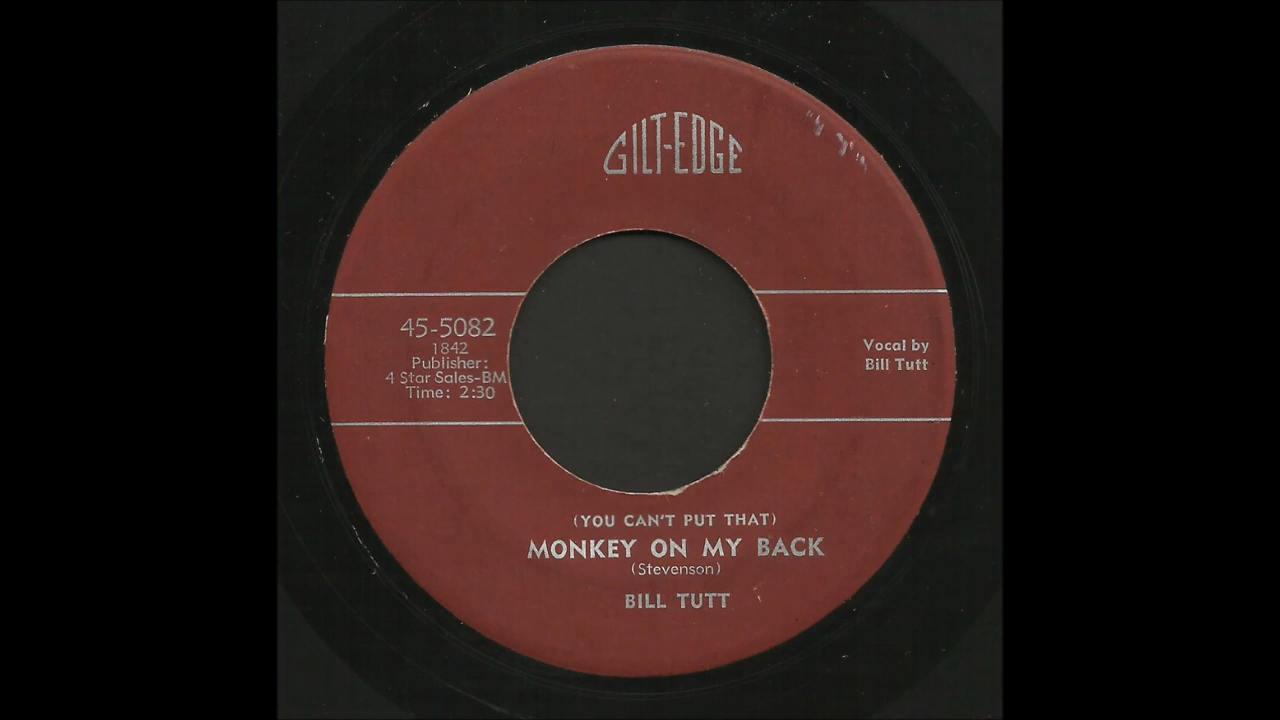 GILT-EDGE
45-5082
1842
Publisher:
4 Star Sales-BM
Time: 2:30
Vocal by
Bill Tutt
(YOU CAN'T PUT THAT)
MONKEY ON MY BACK
(Stevenson)
BILL TUTT